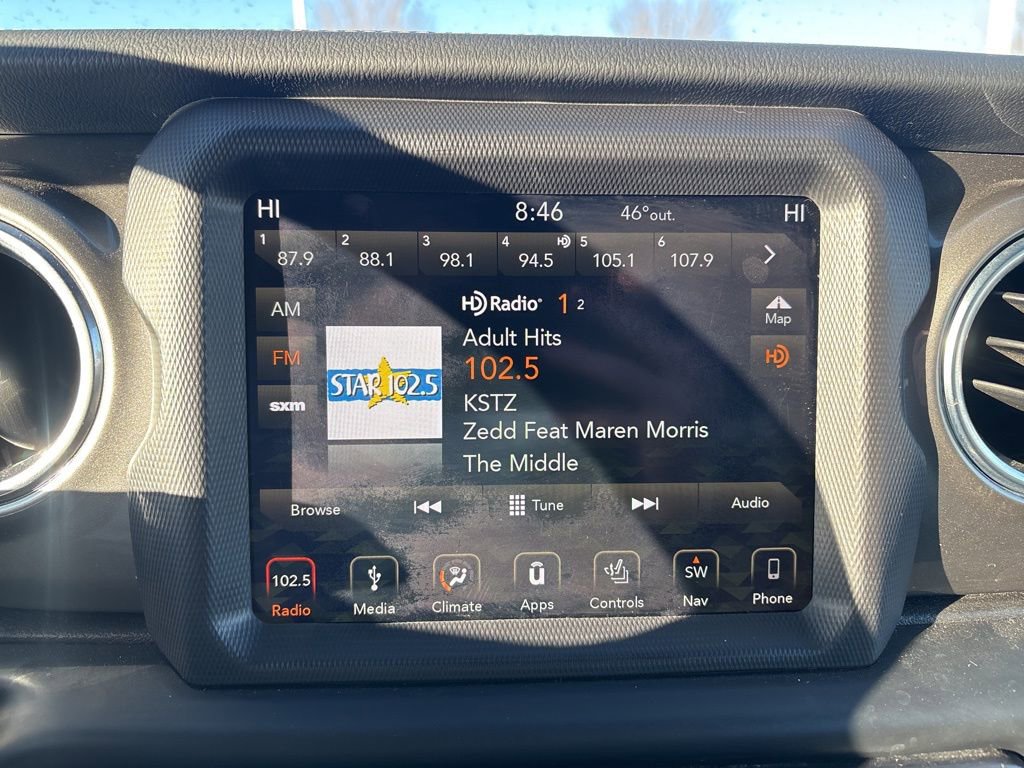 HI 8:46 46° out. HI
1 87.9 2 88.1 3 98.1 4 HD 94.5 5 105.1 6 107.9
AM HD Radio 1 2 Map
Adult Hits
FM 102.5 HD
STAR 102.5
sxm KSTZ
Zedd Feat Maren Morris
The Middle
Browse Tune Audio
102.5 SW
Radio Media Climate Apps Controls Nav Phone